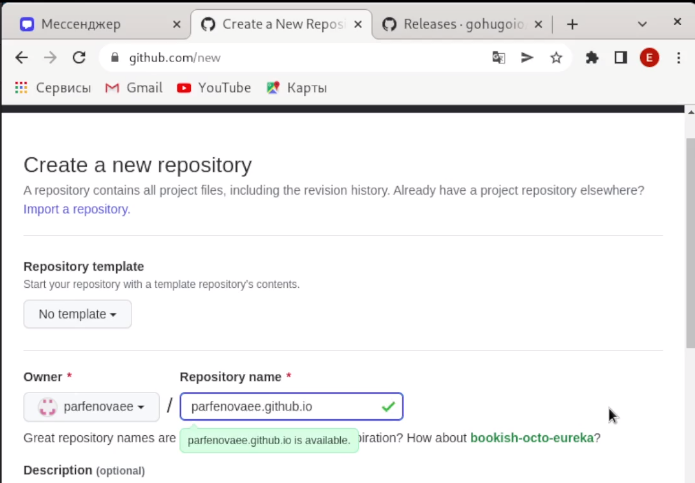 Мессенджер
Create a New Reposi
Releases · gohugoio
github.com/new
E
Сервисы Gmail YouTube Карты
Create a new repository
A repository contains all project files, including the revision history. Already have a project repository elsewhere?
Import a repository.
Repository template
Start your repository with a template repository's contents.
No template
Owner * Repository name *
parfenovaee / parfenovaee.github.io
Great repository names are iration? How about bookish-octo-eureka?
parfenovaee.github.io is available.
Description (optional)